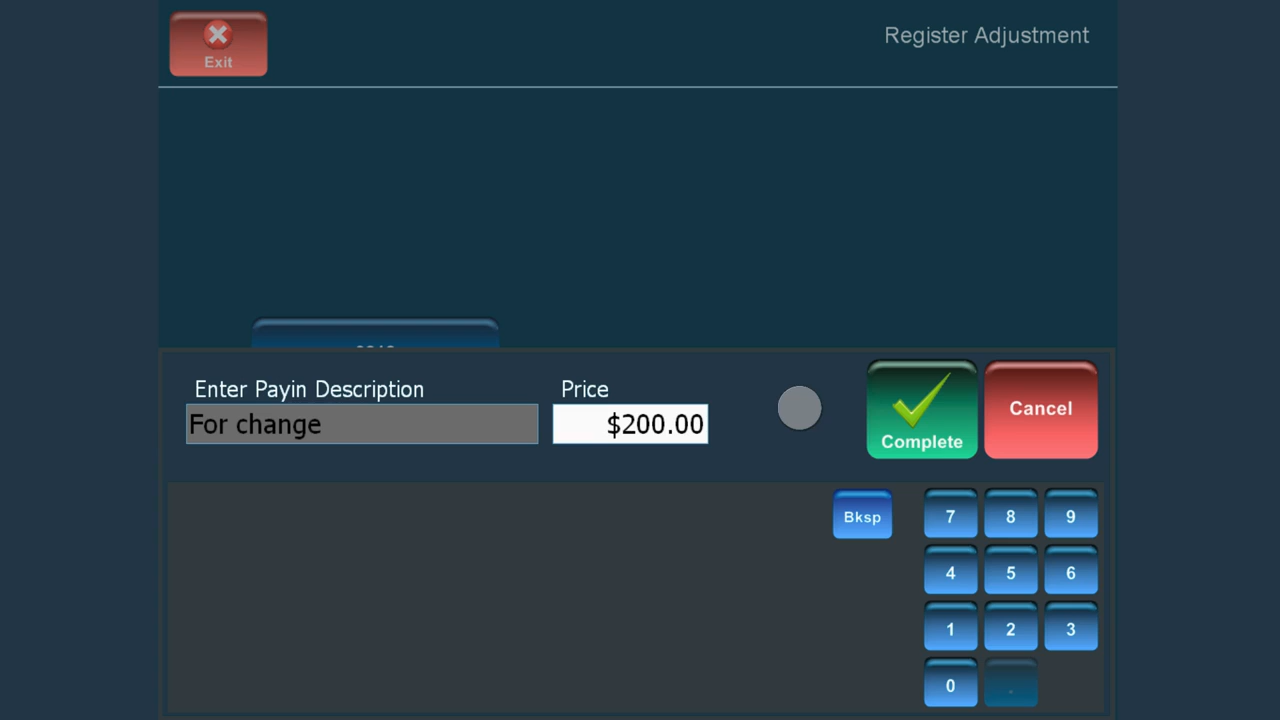 Exit
Register Adjustment
Enter Payin Description
Price
For change
$200.00
Complete
Cancel
Bksp
7
8
9
4
5
6
1
2
3
0
.